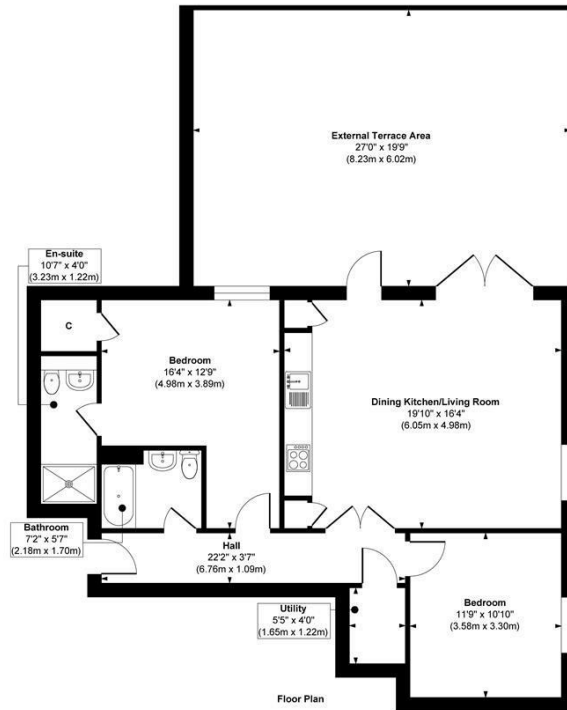 External Terrace Area
27'0" x 19'9"
(8.23m x 6.02m)
En-suite
10'7" x 4'0"
(3.23m x 1.22m)
C
Bedroom
16'4" x 12'9"
(4.98m x 3.89m)
Dining Kitchen/Living Room
19'10" x 16'4"
(6.05m x 4.98m)
Bathroom
7'2" x 5'7"
(2.18m x 1.70m)
Hall
22'2" x 3'7"
(6.76m x 1.09m)
Utility
5'5" x 4'0"
(1.65m x 1.22m)
Bedroom
11'9" x 10'10"
(3.58m x 3.30m)
Floor Plan